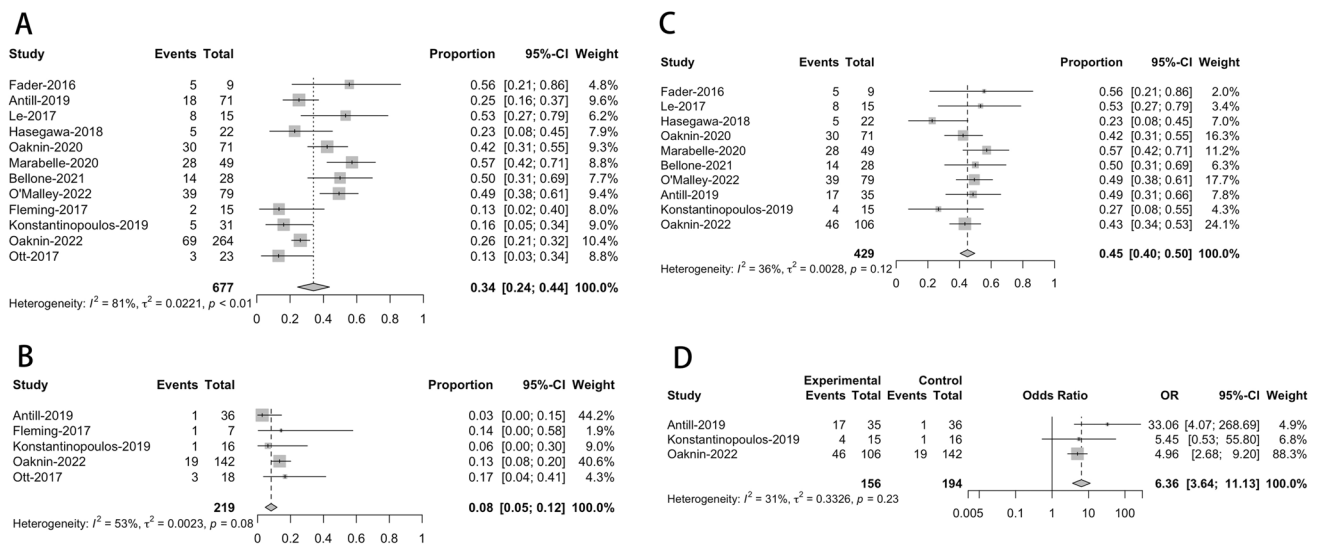 A
Study Events Total Proportion 95%-CI Weight
Fader-2016 5 9 0.56 [0.21; 0.86] 4.8%
Antill-2019 18 71 0.25 [0.16; 0.37] 9.6%
Le-2017 8 15 0.53 [0.27; 0.79] 6.2%
Hasegawa-2018 5 22 0.23 [0.08; 0.45] 7.9%
Oaknin-2020 30 71 0.42 [0.31; 0.55] 9.3%
Marabelle-2020 28 49 0.57 [0.42; 0.71] 8.8%
Bellone-2021 14 28 0.50 [0.31; 0.69] 7.7%
O'Malley-2022 39 79 0.49 [0.38; 0.61] 9.4%
Fleming-2017 2 15 0.13 [0.02; 0.40] 8.0%
Konstantinopoulos-2019 5 31 0.16 [0.05; 0.34] 9.0%
Oaknin-2022 69 264 0.26 [0.21; 0.32] 10.4%
Ott-2017 3 23 0.13 [0.03; 0.34] 8.8%
677 0.34 [0.24; 0.44] 100.0%
Heterogeneity: I² = 81%, τ² = 0.0221, p < 0.01
0 0.2 0.4 0.6 0.8 1
B
Study Events Total Proportion 95%-CI Weight
Antill-2019 1 36 0.03 [0.00; 0.15] 44.2%
Fleming-2017 1 7 0.14 [0.00; 0.58] 1.9%
Konstantinopoulos-2019 1 16 0.06 [0.00; 0.30] 9.0%
Oaknin-2022 19 142 0.13 [0.08; 0.20] 40.6%
Ott-2017 3 18 0.17 [0.04; 0.41] 4.3%
219 0.08 [0.05; 0.12] 100.0%
Heterogeneity: I² = 53%, τ² = 0.0023, p = 0.08
0 0.2 0.4 0.6 0.8 1
C
Study Events Total Proportion 95%-CI Weight
Fader-2016 5 9 0.56 [0.21; 0.86] 2.0%
Le-2017 8 15 0.53 [0.27; 0.79] 3.4%
Hasegawa-2018 5 22 0.23 [0.08; 0.45] 7.0%
Oaknin-2020 30 71 0.42 [0.31; 0.55] 16.3%
Marabelle-2020 28 49 0.57 [0.42; 0.71] 11.2%
Bellone-2021 14 28 0.50 [0.31; 0.69] 6.3%
O'Malley-2022 39 79 0.49 [0.38; 0.61] 17.7%
Antill-2019 17 35 0.49 [0.31; 0.66] 7.8%
Konstantinopoulos-2019 4 15 0.27 [0.08; 0.55] 4.3%
Oaknin-2022 46 106 0.43 [0.34; 0.53] 24.1%
429 0.45 [0.40; 0.50] 100.0%
Heterogeneity: I² = 36%, τ² = 0.0028, p = 0.12
0 0.2 0.4 0.6 0.8 1
D
Experimental Control
Study Events Total Events Total Odds Ratio OR 95%-CI Weight
Antill-2019 17 35 1 36 33.06 [4.07; 268.69] 4.9%
Konstantinopoulos-2019 4 15 1 16 5.45 [0.53; 55.80] 6.8%
Oaknin-2022 46 106 19 142 4.96 [2.68; 9.20] 88.3%
156 194 6.36 [3.64; 11.13] 100.0%
Heterogeneity: I² = 31%, τ² = 0.3326, p = 0.23
0.005 0.1 1 10 100